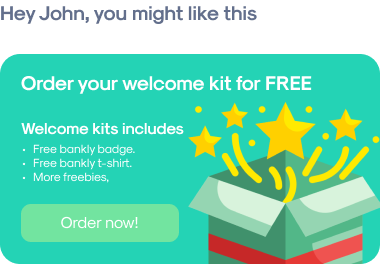 Hey John, you might like this
Order your welcome kit for FREE
Welcome kits includes
· Free bankly badge.
· Free bankly t-shirt.
· More freebies,
Order now!